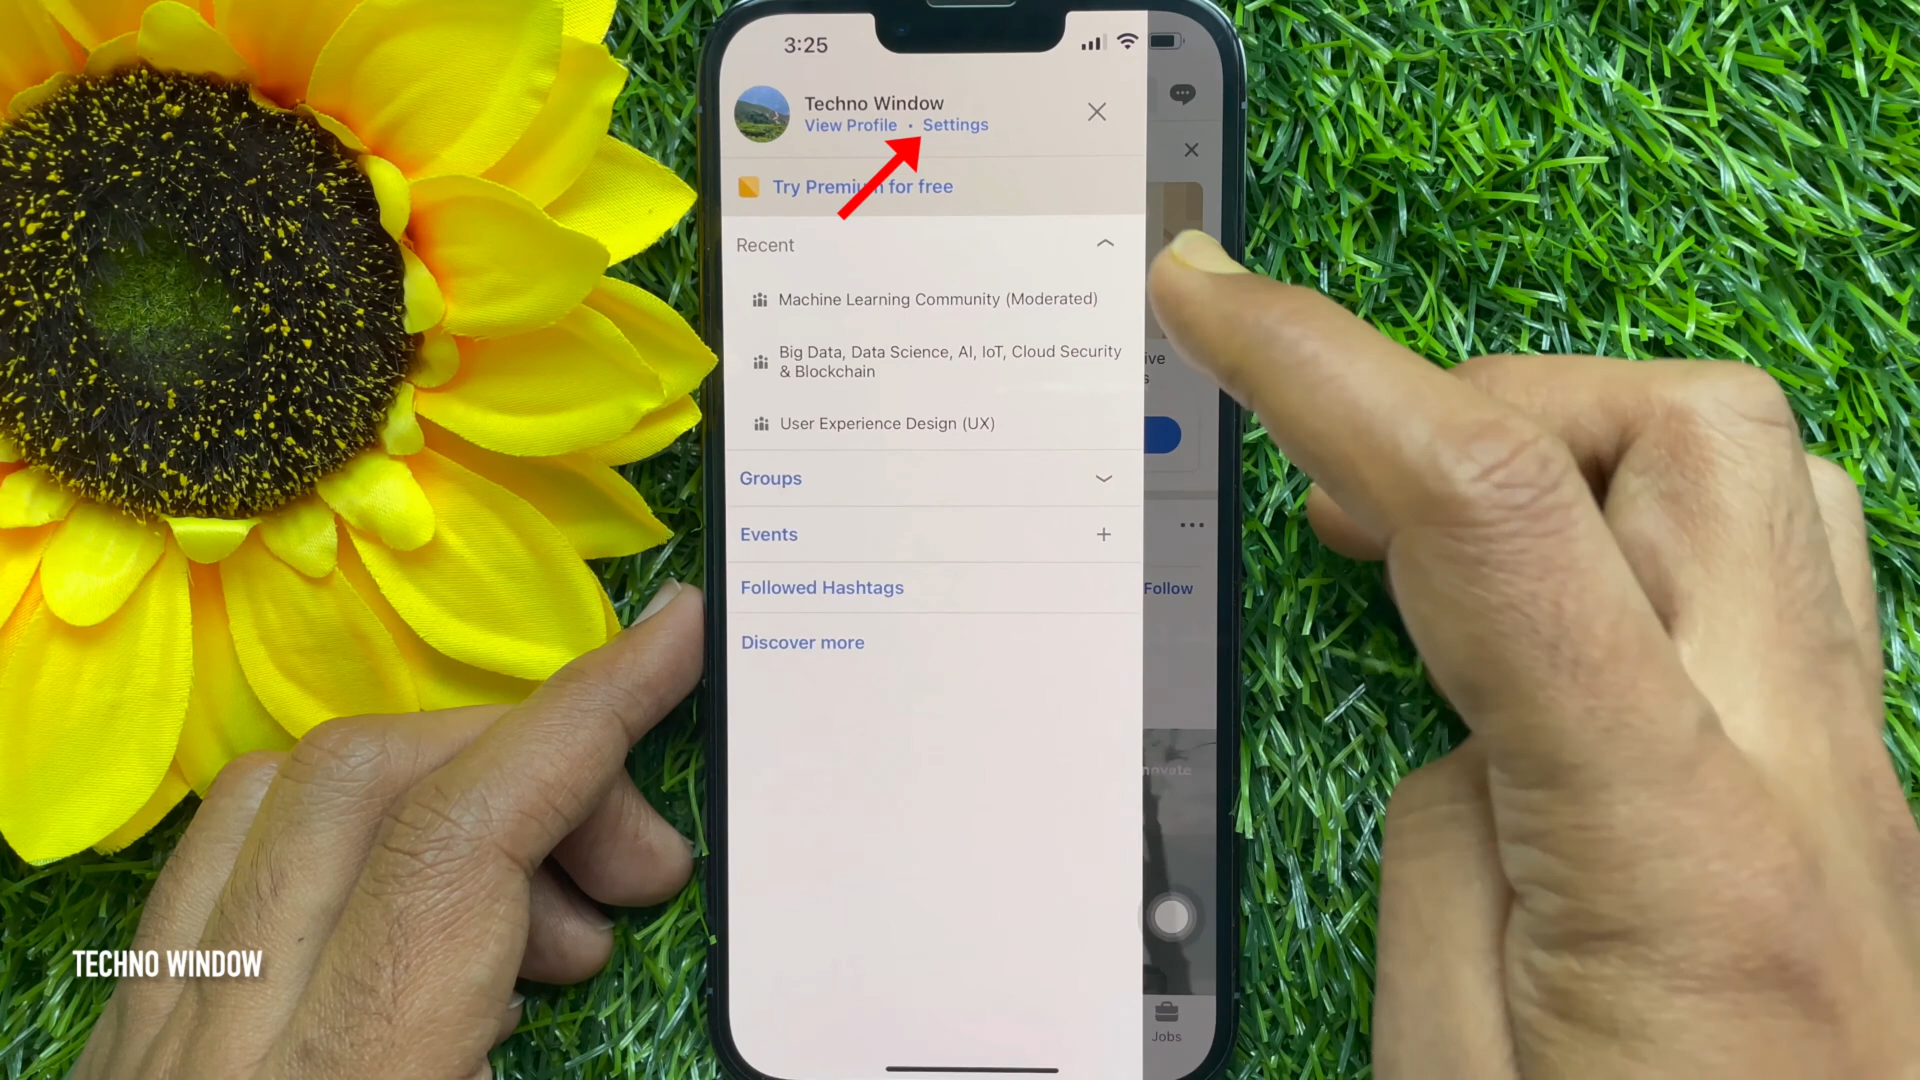 3:25
Techno Window
View Profile · Settings
Try Premium for free
Recent
Machine Learning Community (Moderated)
Big Data, Data Science, AI, IoT, Cloud Security
& Blockchain
User Experience Design (UX)
Groups
Events
Followed Hashtags
Discover more
ive
s
Follow
novate
Jobs
TECHNO WINDOW